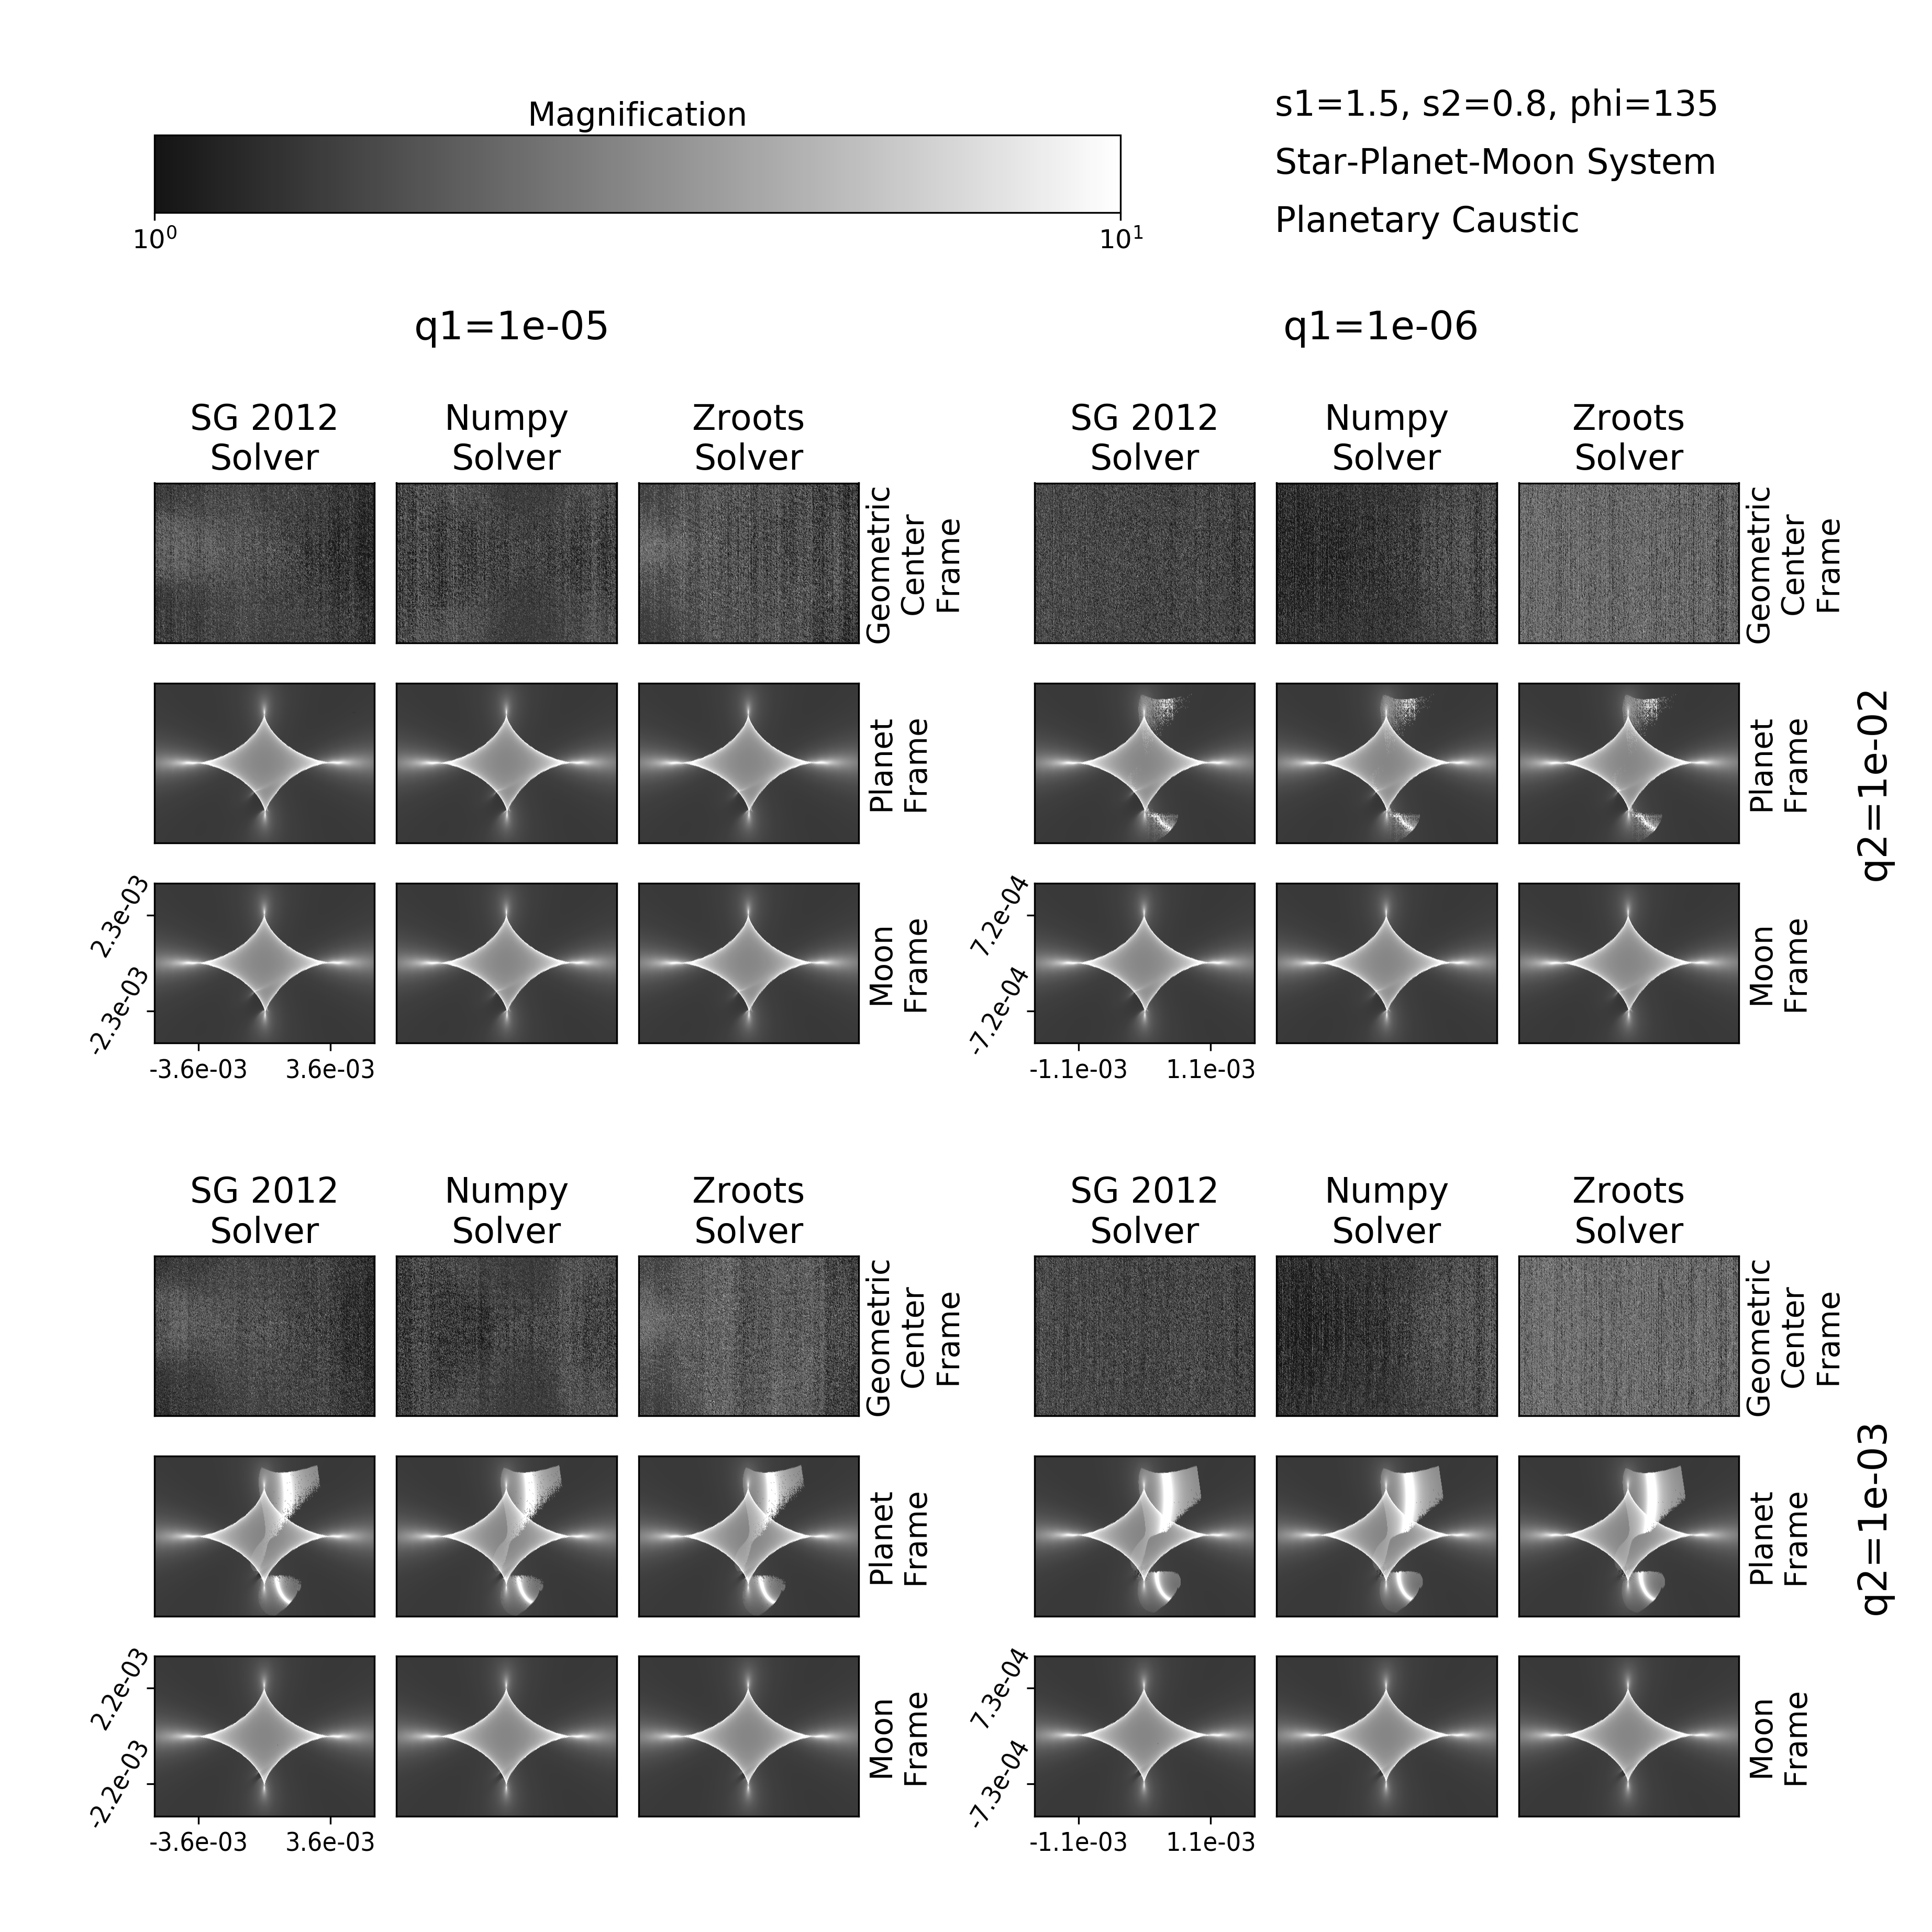 Magnification
10⁰ 10¹
s1=1.5, s2=0.8, phi=135
Star-Planet-Moon System
Planetary Caustic
q1=1e-05 q1=1e-06
SG 2012 Numpy Zroots SG 2012 Numpy Zroots
Solver Solver Solver Solver Solver Solver
Geometric
Center
Frame
Geometric
Center
Frame
Planet
Frame
Planet
Frame
q2=1e-02
2.3e-03
-2.3e-03
Moon
Frame
7.2e-04
-7.2e-04
Moon
Frame
-3.6e-03 3.6e-03 -1.1e-03 1.1e-03
SG 2012 Numpy Zroots SG 2012 Numpy Zroots
Solver Solver Solver Solver Solver Solver
Geometric
Center
Frame
Geometric
Center
Frame
Planet
Frame
Planet
Frame
q2=1e-03
2.2e-03
-2.2e-03
Moon
Frame
7.3e-04
-7.3e-04
Moon
Frame
-3.6e-03 3.6e-03 -1.1e-03 1.1e-03